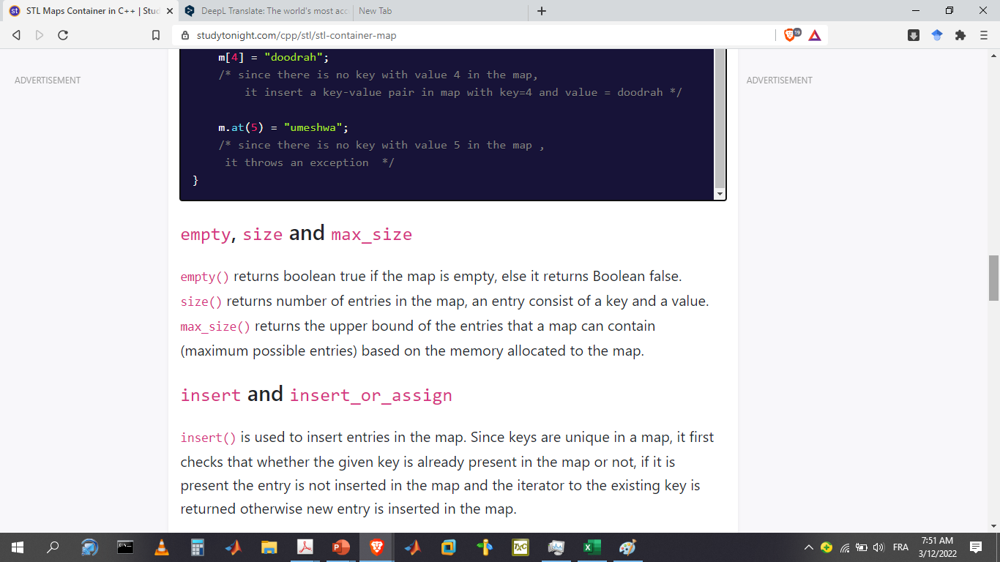 STL Maps Container in C++ | Stud
DeepL Translate: The world's most acc
New Tab
studytonight.com/cpp/stl/stl-container-map
19
ADVERTISEMENT
ADVERTISEMENT
m[4] = "doodrah";
/* since there is no key with value 4 in the map,
it insert a key-value pair in map with key=4 and value = doodrah */
m.at(5) = "umeshwa";
/* since there is no key with value 5 in the map ,
it throws an exception  */
}
empty, size and max_size
empty() returns boolean true if the map is empty, else it returns Boolean false.
size() returns number of entries in the map, an entry consist of a key and a value.
max_size() returns the upper bound of the entries that a map can contain
(maximum possible entries) based on the memory allocated to the map.
insert and insert_or_assign
insert() is used to insert entries in the map. Since keys are unique in a map, it first
checks that whether the given key is already present in the map or not, if it is
present the entry is not inserted in the map and the iterator to the existing key is
returned otherwise new entry is inserted in the map.
FRA
7:51 AM
3/12/2022